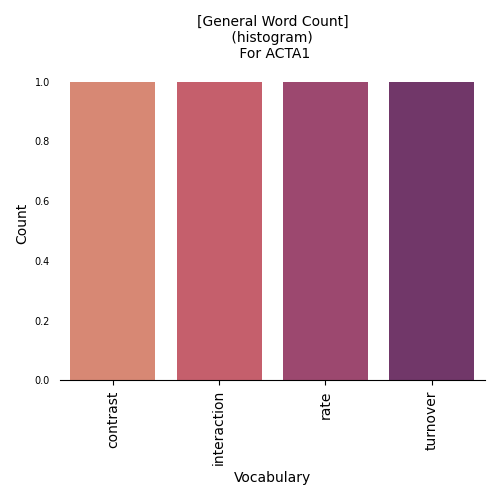 [General Word Count]
(histogram)
For ACTA1
1.0
0.8
0.6
0.4
0.2
0.0
Count
contrast
interaction
rate
turnover
Vocabulary